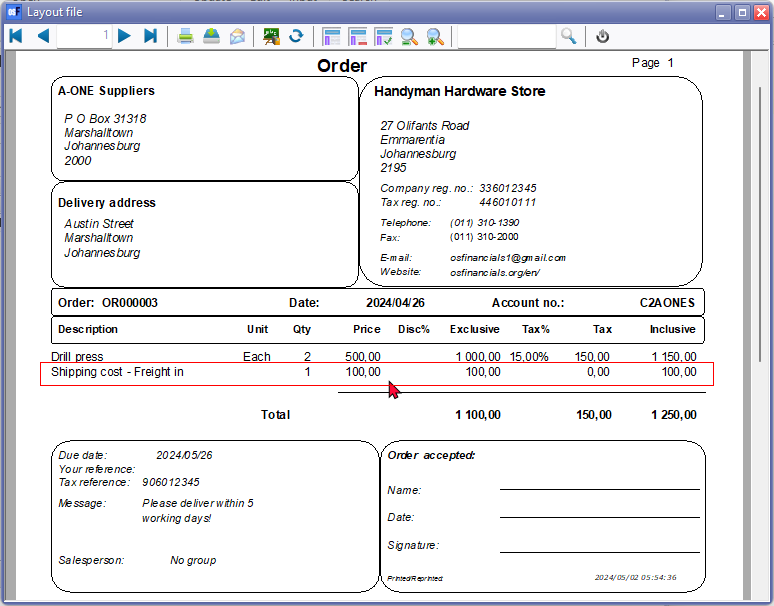 Layout file
1
Order
Page 1
A-ONE Suppliers
P O Box 31318
Marshalltown
Johannesburg
2000
Handyman Hardware Store
27 Olifants Road
Emmarentia
Johannesburg
2195
Company reg. no.: 336012345
Tax reg. no.: 446010111
Telephone: (011) 310-1390
Fax: (011) 310-2000
E-mail: osfinancials1@gmail.com
Website: osfinancials.org/en/
Delivery address
Austin Street
Marshalltown
Johannesburg
Order: OR000003 Date: 2024/04/26 Account no.: C2AONES
Description Unit Qty Price Disc% Exclusive Tax% Tax Inclusive
Drill press Each 2 500,00 1 000,00 15,00% 150,00 1 150,00
Shipping cost - Freight in 1 100,00 100,00 0,00 100,00
Total 1 100,00 150,00 1 250,00
Due date: 2024/05/26
Your reference:
Tax reference: 906012345
Message: Please deliver within 5
working days!
Salesperson: No group
Order accepted:
Name:
Date:
Signature:
Printed/Reprinted: 2024/05/02 05:54:36